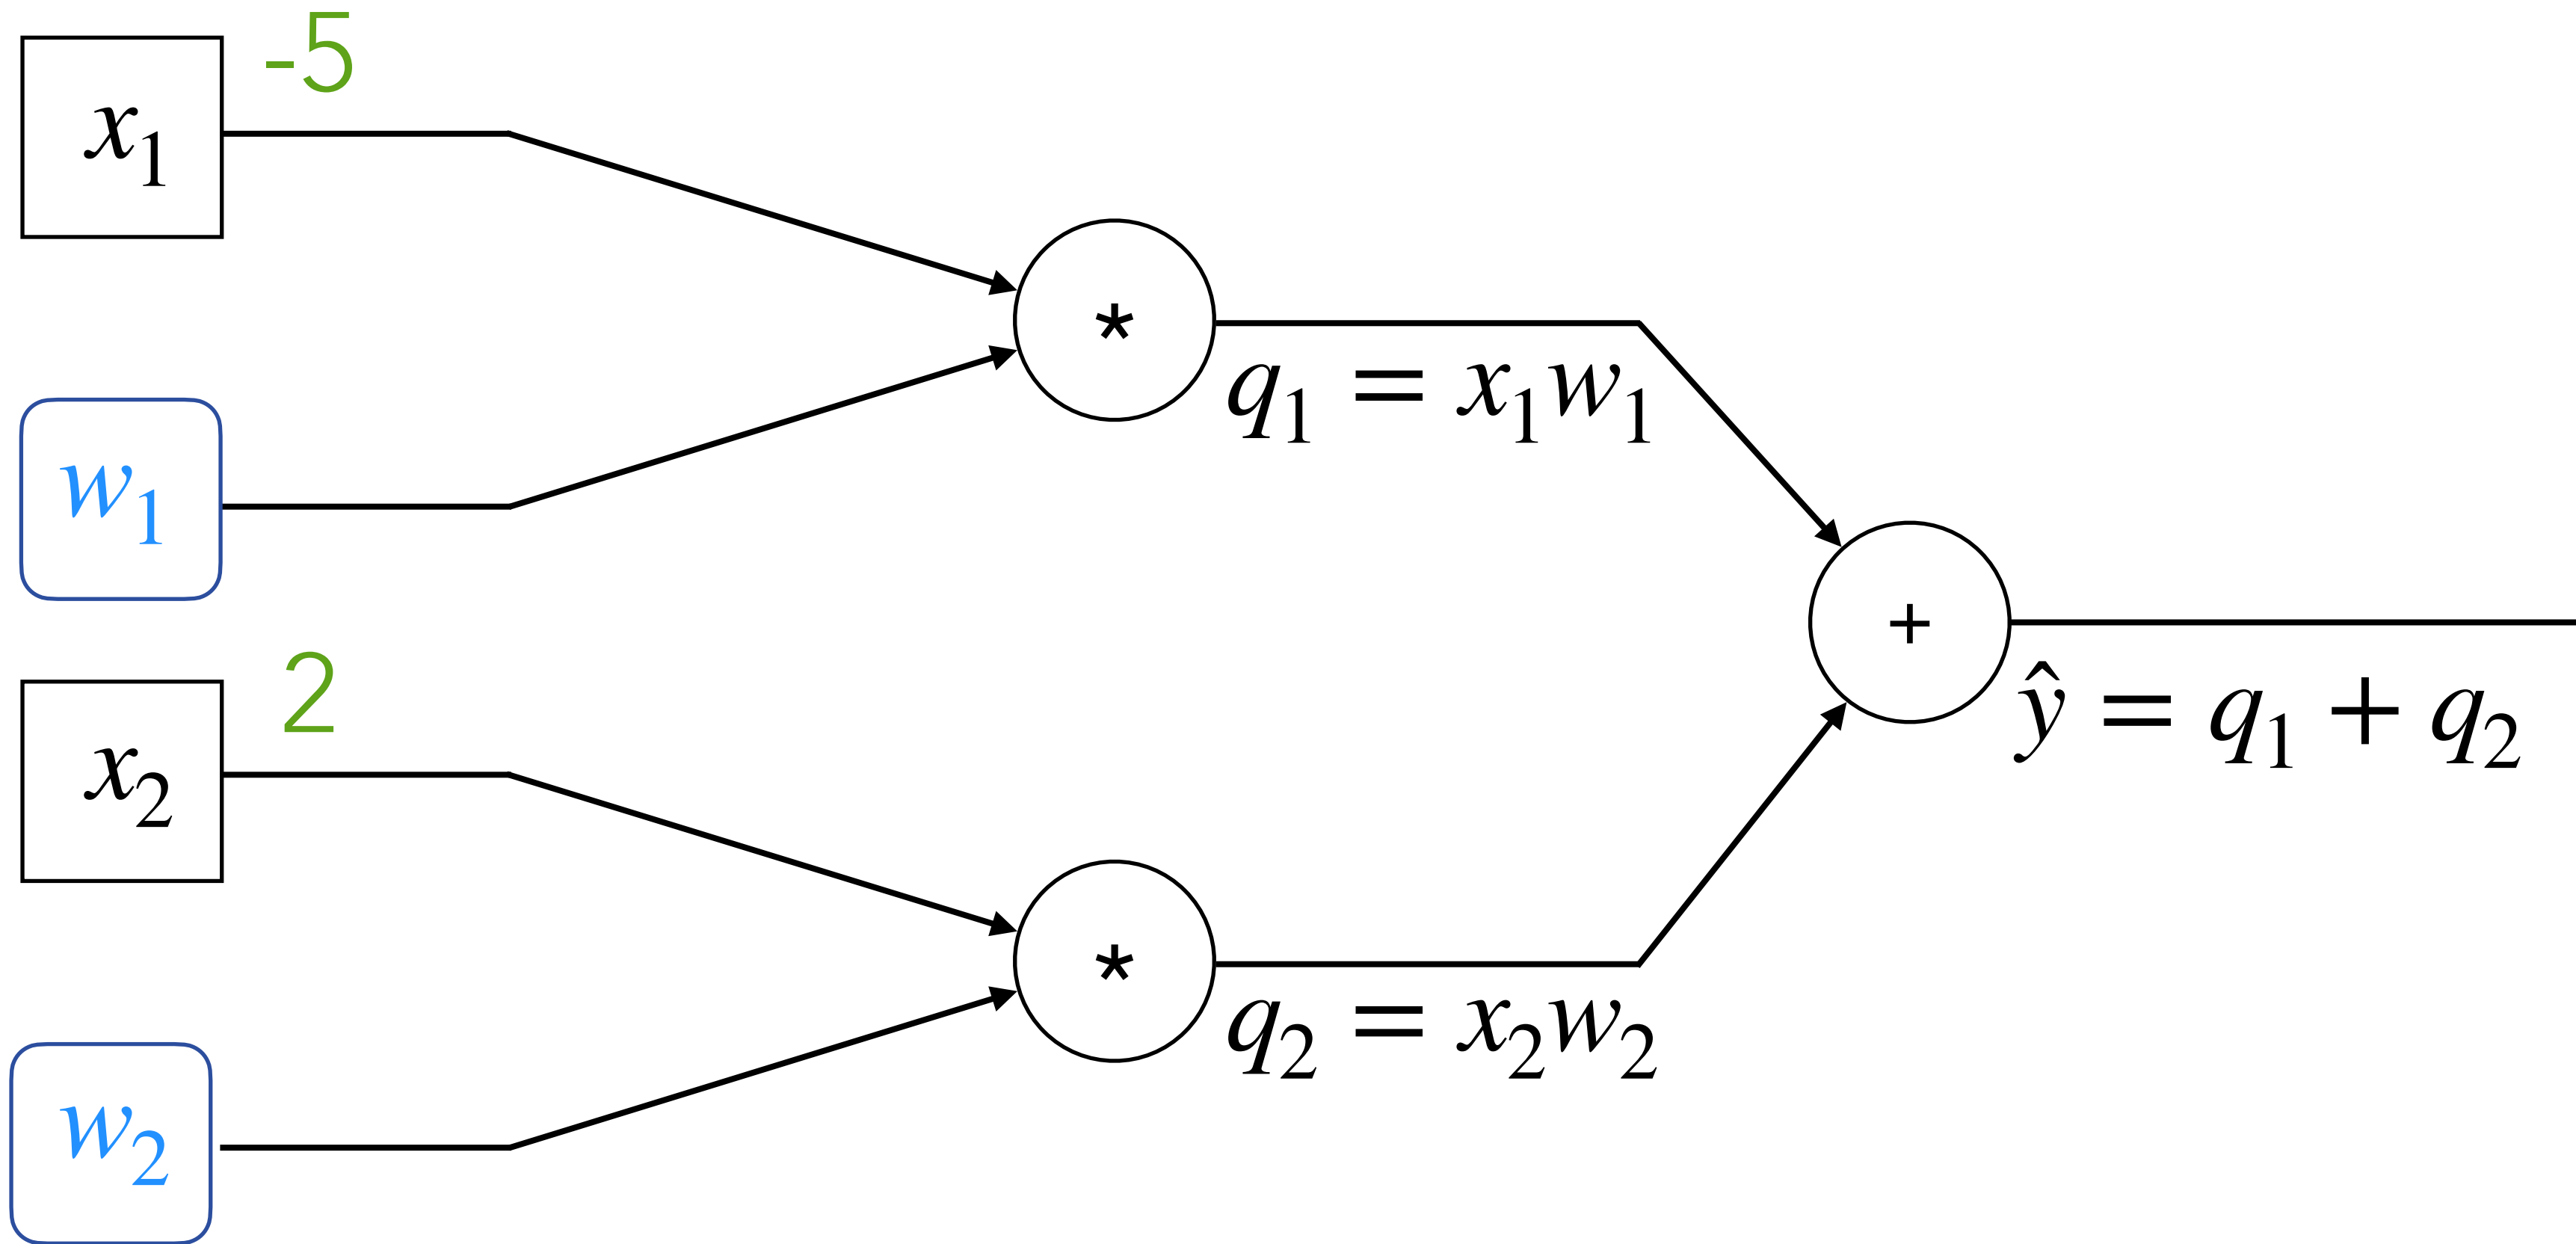 -5
x₁
*
q₁ = x₁w₁
w₁
+
ŷ = q₁ + q₂
2
x₂
*
q₂ = x₂w₂
w₂